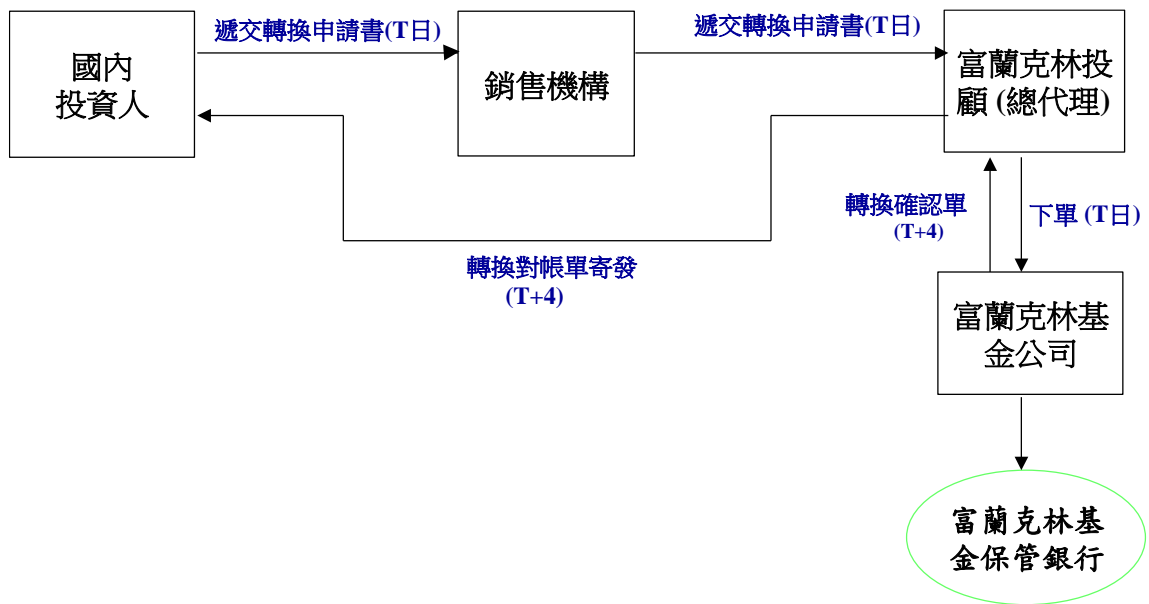 遞交轉換申請書(T日)
遞交轉換申請書(T日)
國內
投資人
銷售機構
富蘭克林投
顧 (總代理)
轉換確認單
(T+4)
下單 (T日)
轉換對帳單寄發
(T+4)
富蘭克林基
金公司
富蘭克林基
金保管銀行